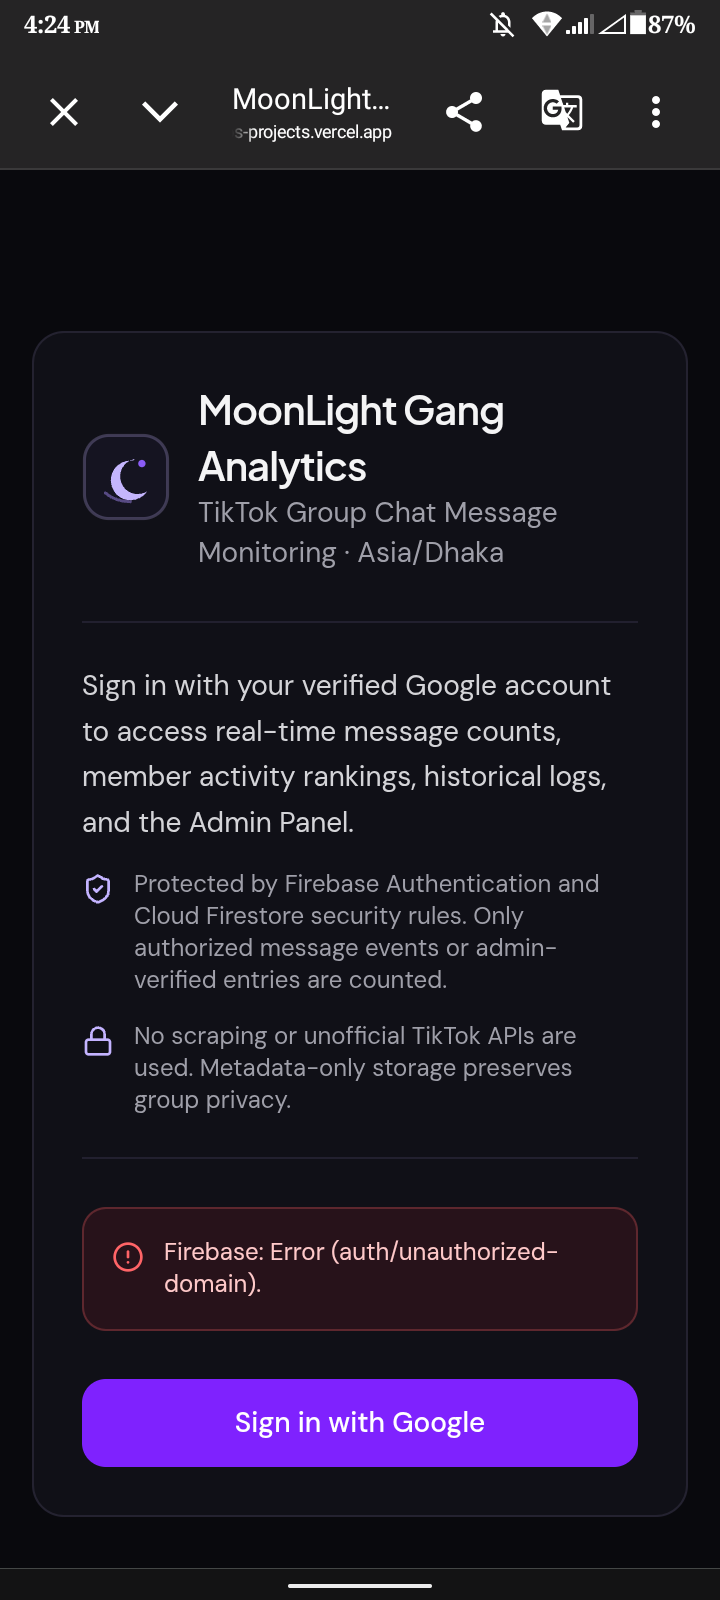 4:24 PM
87%
MoonLight...
s-projects.vercel.app
MoonLight Gang
Analytics
TikTok Group Chat Message
Monitoring · Asia/Dhaka
Sign in with your verified Google account
to access real-time message counts,
member activity rankings, historical logs,
and the Admin Panel.
Protected by Firebase Authentication and
Cloud Firestore security rules. Only
authorized message events or admin-
verified entries are counted.
No scraping or unofficial TikTok APIs are
used. Metadata-only storage preserves
group privacy.
Firebase: Error (auth/unauthorized-
domain).
Sign in with Google